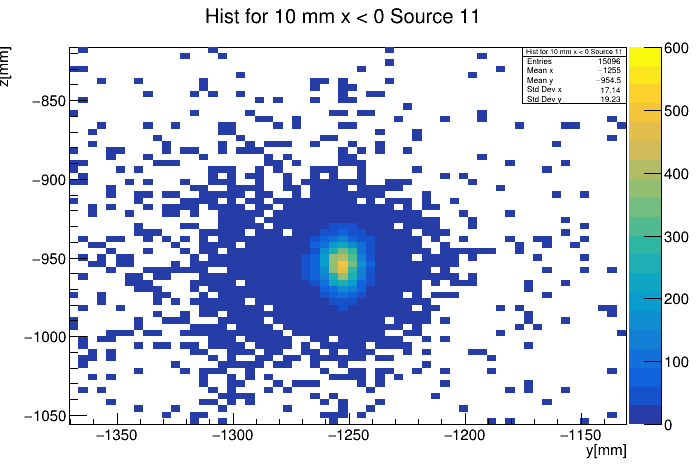 Hist for 10 mm x < 0 Source 11
z[mm]
Hist for 10 mm x < 0 Source 11
Entries 15096
Mean x −1255
Mean y −954.5
Std Dev x 17.14
Std Dev y 19.23
−850
−900
−950
−1000
−1050
−1350 −1300 −1250 −1200 −1150
y[mm]
600
500
400
300
200
100
0